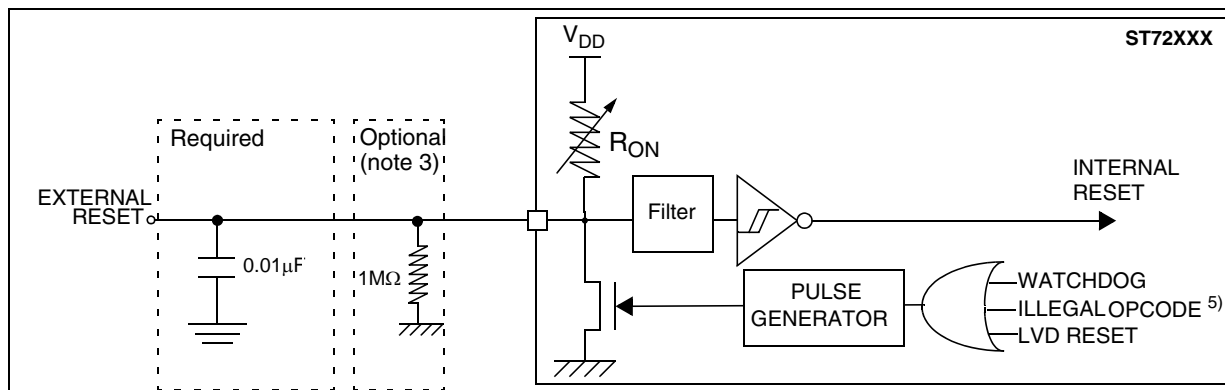 V_DD
ST72XXX
Required
Optional
(note 3)
R_ON
EXTERNAL
RESET
Filter
INTERNAL
RESET
0.01µF
1MΩ
PULSE
GENERATOR
WATCHDOG
ILLEGAL OPCODE 5)
LVD RESET